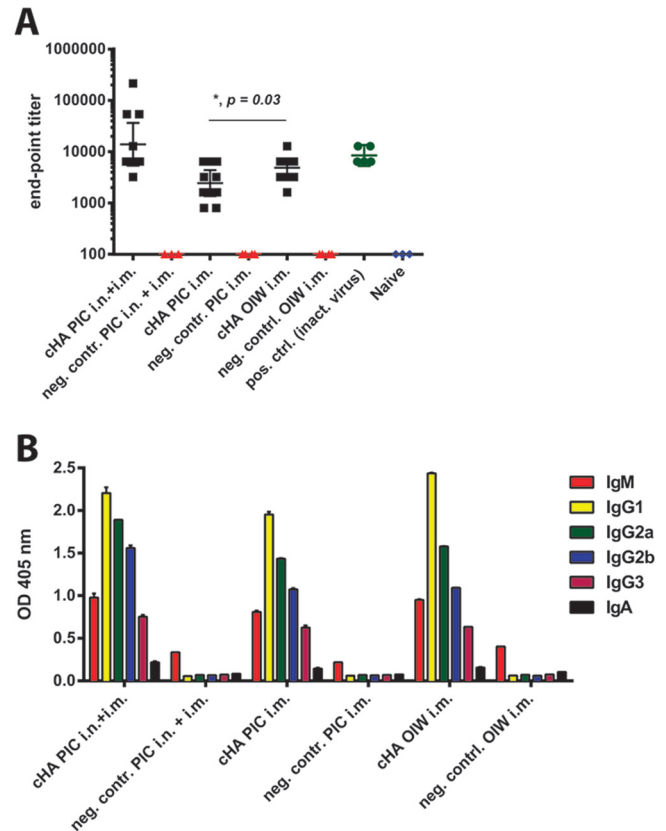 A
1000000
100000
10000
1000
100
end-point titer
*, p = 0.03
cHA PIC i.n.+i.m.
neg. contr. PIC i.n. + i.m.
cHA PIC i.m.
neg. contr. PIC i.m.
cHA OIW i.m.
neg. contrl. OIW i.m.
pos. ctrl. (inact. virus)
Naive
B
2.5
2.0
1.5
1.0
0.5
0.0
OD 405 nm
IgM
IgG1
IgG2a
IgG2b
IgG3
IgA
cHA PIC i.n.+i.m.
neg. contr. PIC i.n. + i.m.
cHA PIC i.m.
neg. contr. PIC i.m.
cHA OIW i.m.
neg. contrl. OIW i.m.